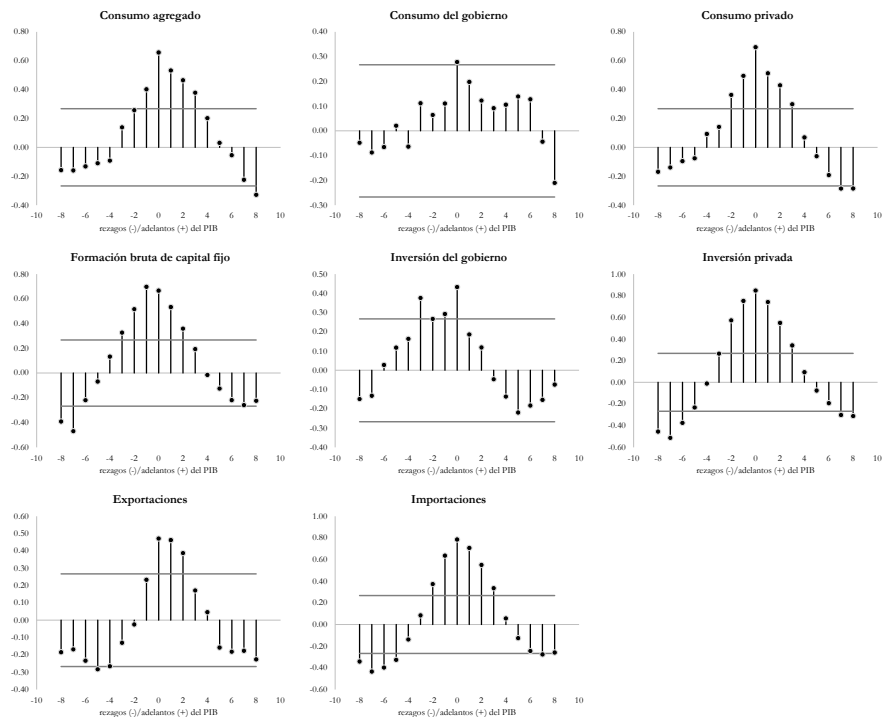 Consumo agregado
0.80
0.60
0.40
0.20
0.00
-0.20
-0.40
-10 -8 -6 -4 -2 0 2 4 6 8 10
rezagos (-)/adelantos (+) del PIB
Consumo del gobierno
0.40
0.30
0.20
0.10
0.00
-0.10
-0.20
-0.30
-10 -8 -6 -4 -2 0 2 4 6 8 10
rezagos (-)/adelantos (+) del PIB
Consumo privado
0.80
0.60
0.40
0.20
0.00
-0.20
-0.40
-10 -8 -6 -4 -2 0 2 4 6 8 10
rezagos (-)/adelantos (+) del PIB
Formación bruta de capital fijo
0.80
0.60
0.40
0.20
0.00
-0.20
-0.40
-0.60
-10 -8 -6 -4 -2 0 2 4 6 8 10
rezagos (-)/adelantos (+) del PIB
Inversión del gobierno
0.50
0.40
0.30
0.20
0.10
0.00
-0.10
-0.20
-0.30
-0.40
-10 -8 -6 -4 -2 0 2 4 6 8 10
rezagos (-)/adelantos (+) del PIB
Inversión privada
1.00
0.80
0.60
0.40
0.20
0.00
-0.20
-0.40
-0.60
-10 -8 -6 -4 -2 0 2 4 6 8 10
rezagos (-)/adelantos (+) del PIB
Exportaciones
0.60
0.50
0.40
0.30
0.20
0.10
0.00
-0.10
-0.20
-0.30
-0.40
-10 -8 -6 -4 -2 0 2 4 6 8 10
rezagos (-)/adelantos (+) del PIB
Importaciones
1.00
0.80
0.60
0.40
0.20
0.00
-0.20
-0.40
-0.60
-10 -8 -6 -4 -2 0 2 4 6 8 10
rezagos (-)/adelantos (+) del PIB